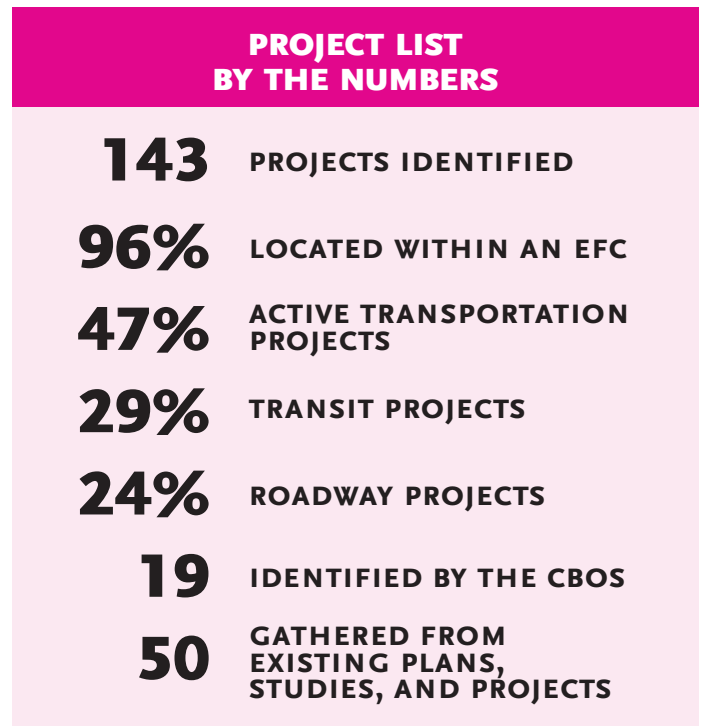 PROJECT LIST
BY THE NUMBERS
143 PROJECTS IDENTIFIED
96% LOCATED WITHIN AN EFC
47% ACTIVE TRANSPORTATION
PROJECTS
29% TRANSIT PROJECTS
24% ROADWAY PROJECTS
19 IDENTIFIED BY THE CBOS
50 GATHERED FROM
EXISTING PLANS,
STUDIES, AND PROJECTS